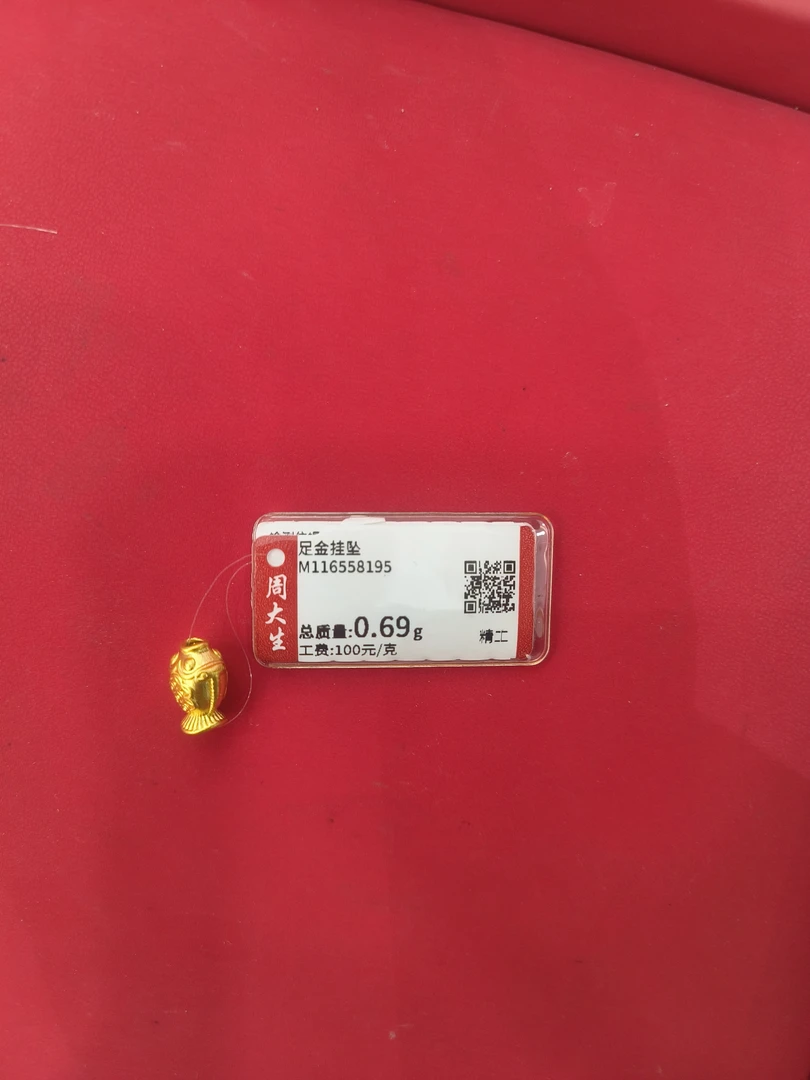 足金挂坠
M116558195
周大生
总质量:0.69g
精工
工费:100元/克